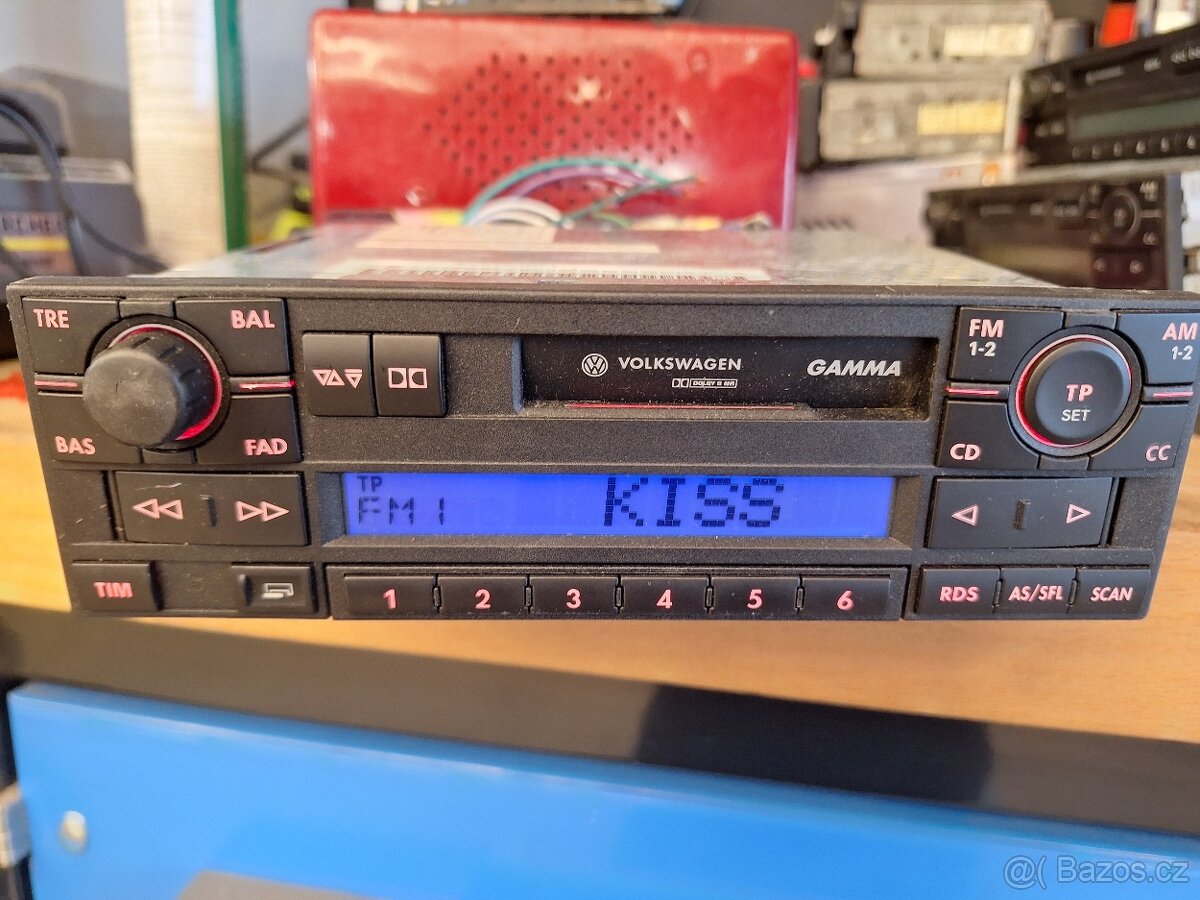 TRE
BAL
BAS
FAD
VOLKSWAGEN
GAMMA
DOLBY B NR
FM
1-2
AM
1-2
TP
SET
CD
CC
TP
FM1 KISS
TIM
1 2 3 4 5 6
RDS AS/SFL SCAN
@( Bazos.cz